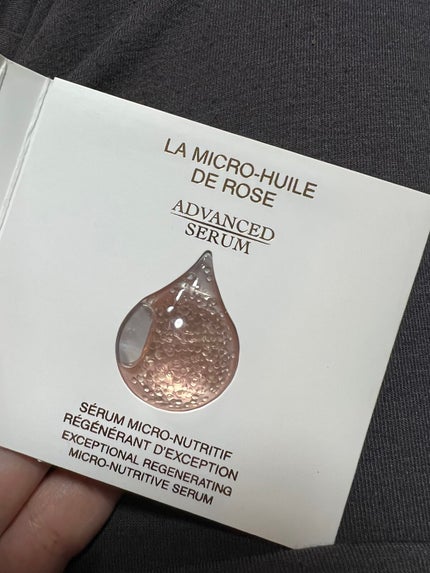 LA MICRO-HUILE
DE ROSE
ADVANCED
SERUM
SÉRUM MICRO-NUTRITIF
RÉGÉNÉRANT D'EXCEPTION
EXCEPTIONAL REGENERATING
MICRO-NUTRITIVE SERUM